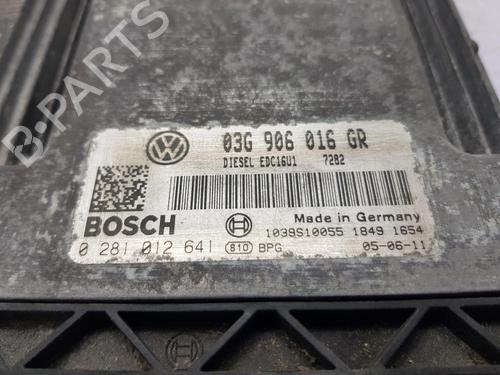 B-PARTS
03G 906 016 GR
DIESEL EDC16U1 7282
BOSCH
Made in Germany
1039S10055 1849 1654
0 281 012 641 810 BPG 05-06-11